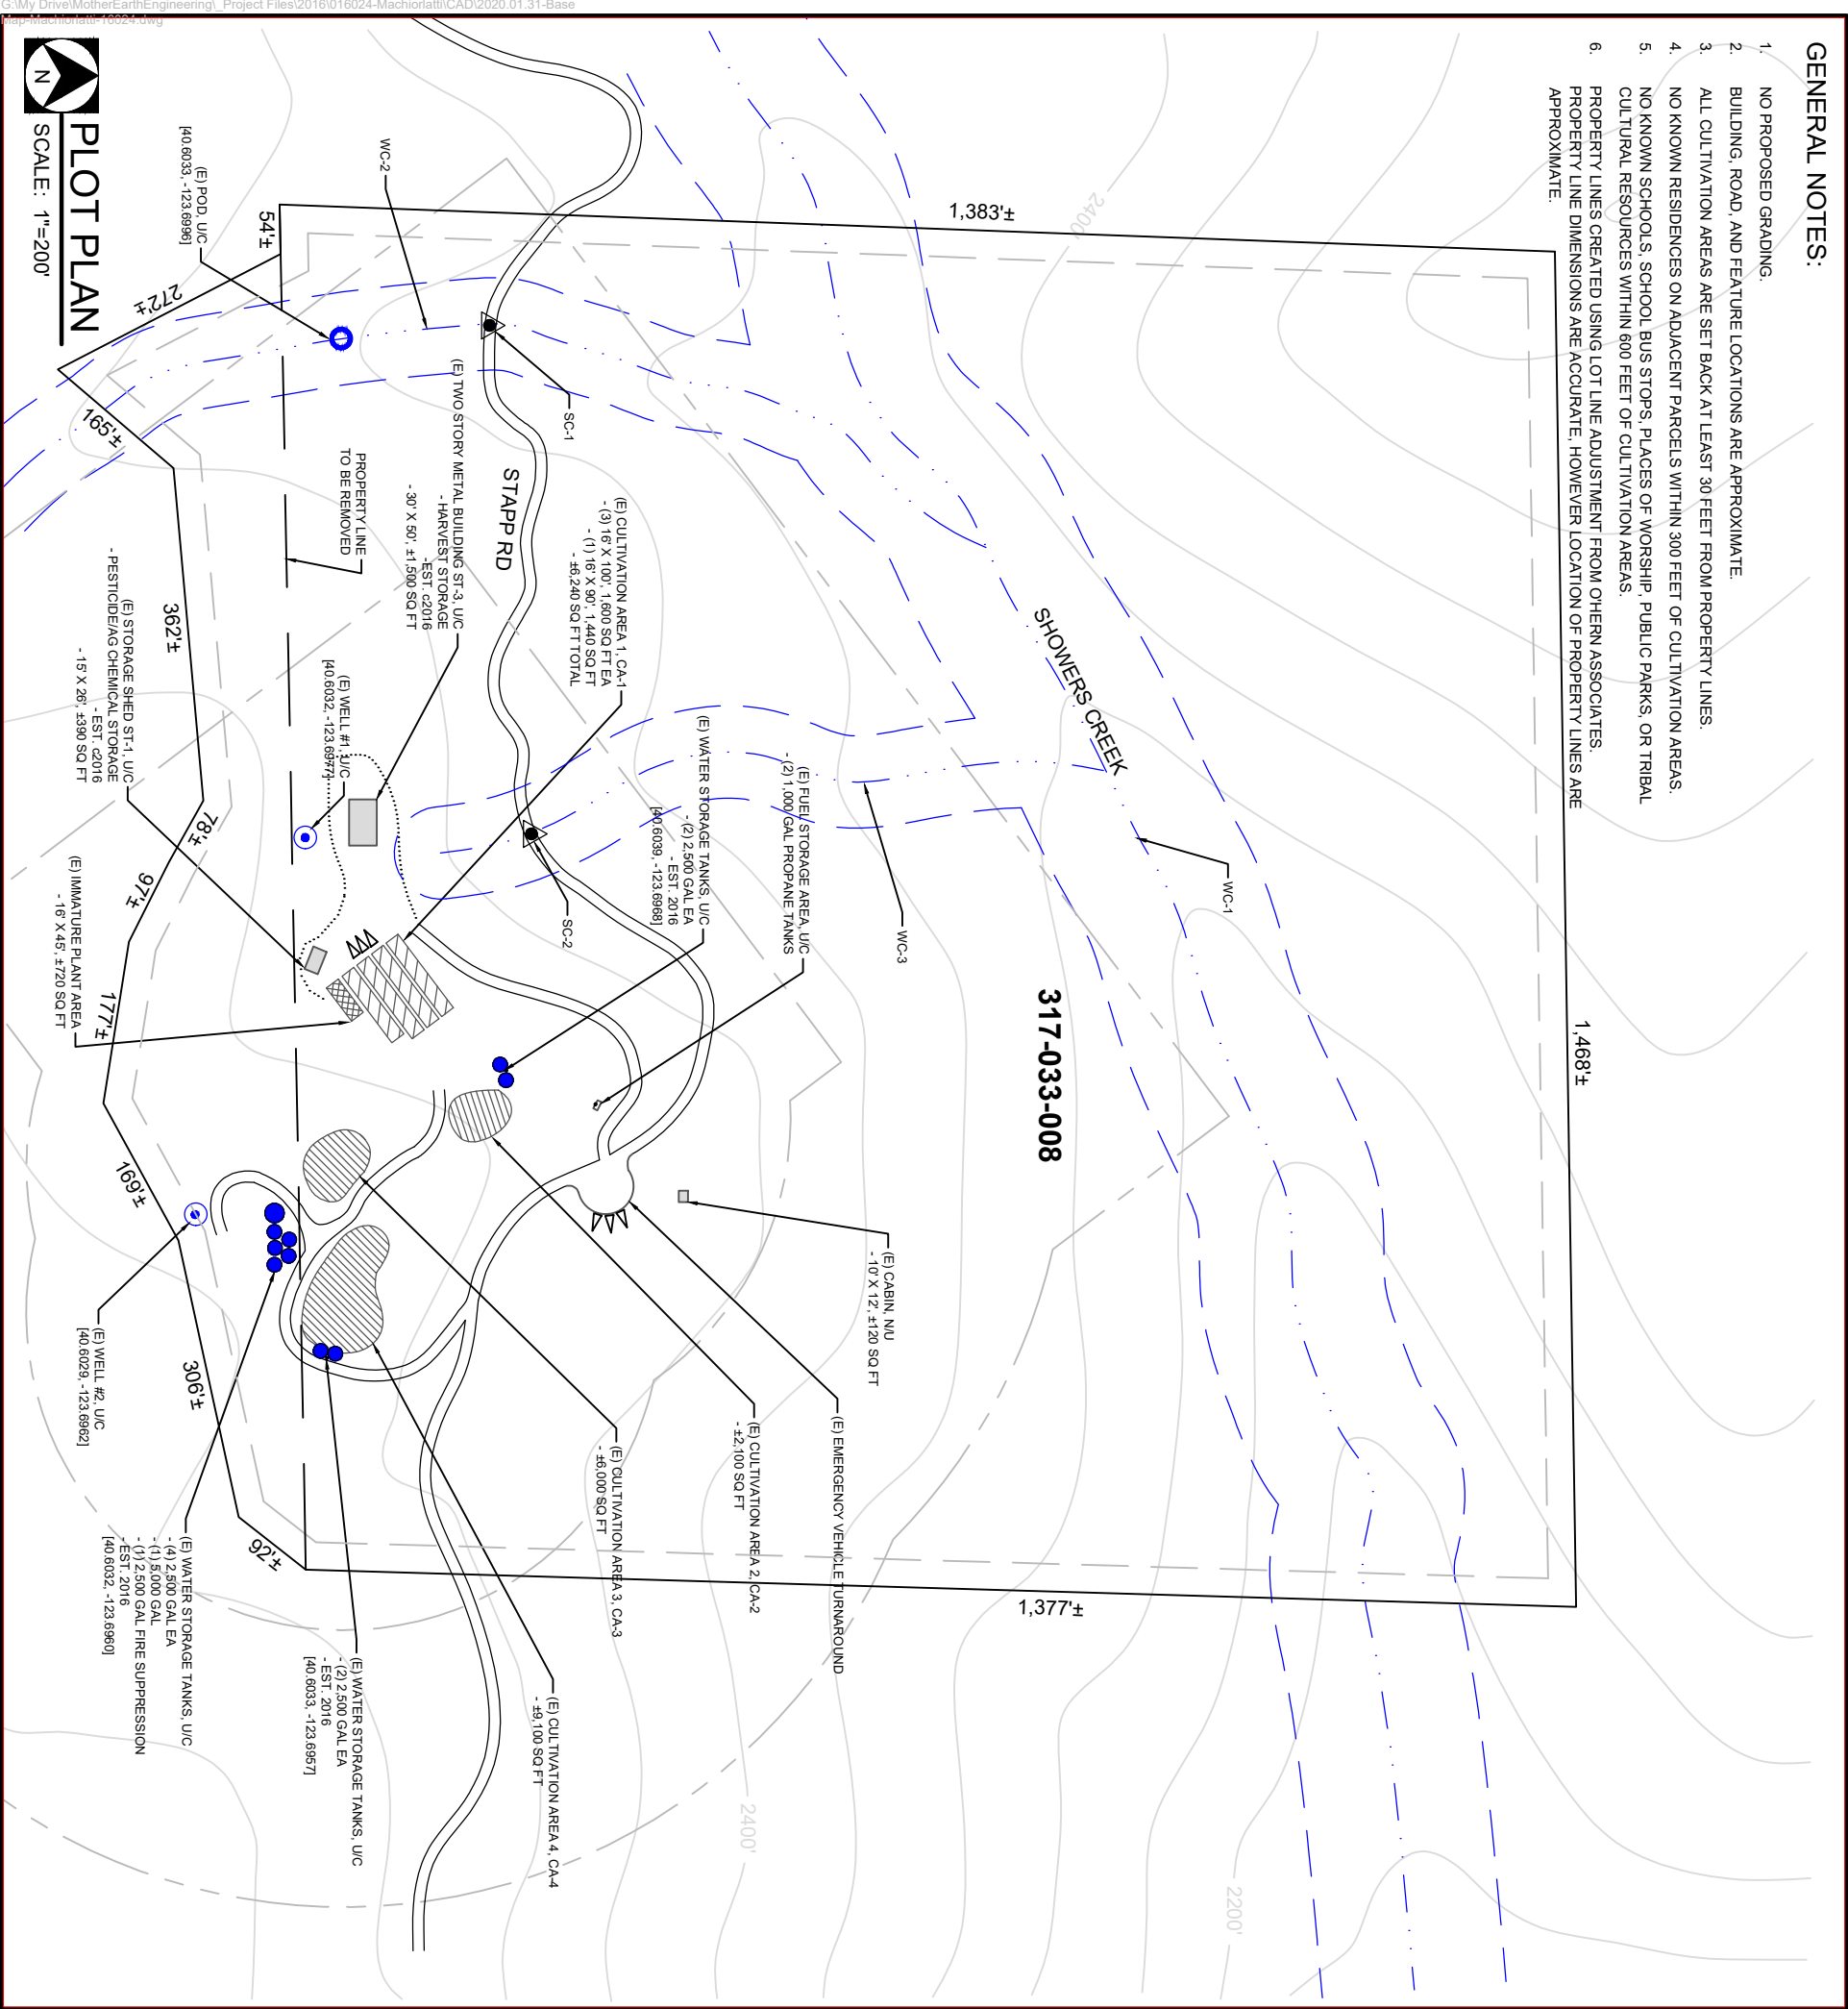 G:\My Drive\MotherEarthEngineering\_Project Files\2016\016024-Machiorlatti\CAD\2020.01.31-Base
Map-Machiorlatti-16024.dwg
GENERAL NOTES:
1. NO PROPOSED GRADING.
2. BUILDING, ROAD, AND FEATURE LOCATIONS ARE APPROXIMATE.
3. ALL CULTIVATION AREAS ARE SET BACK AT LEAST 30 FEET FROM PROPERTY LINES.
4. NO KNOWN RESIDENCES ON ADJACENT PARCELS WITHIN 300 FEET OF CULTIVATION AREAS.
5. NO KNOWN SCHOOLS, SCHOOL BUS STOPS, PLACES OF WORSHIP, PUBLIC PARKS, OR TRIBAL
CULTURAL RESOURCES WITHIN 600 FEET OF CULTIVATION AREAS.
6. PROPERTY LINES CREATED USING LOT LINE ADJUSTMENT FROM O'HERN ASSOCIATES.
PROPERTY LINE DIMENSIONS ARE ACCURATE, HOWEVER LOCATION OF PROPERTY LINES ARE
APPROXIMATE.
1,468'±
1,383'±
2400'
SHOWERS CREEK
WC-1
317-033-008
WC-3
(E) CABIN, N/U
- 10' X 12', ±120 SQ FT
(E) EMERGENCY VEHICLE TURNAROUND
1,377'±
2200'
2400'
(E) FUEL STORAGE AREA, U/C
- (2) 1,000 GAL PROPANE TANKS
(E) WATER STORAGE TANKS, U/C
- (2) 2,500 GAL EA
- EST. 2016
[40.6039, -123.6968]
(E) CULTIVATION AREA 2, CA-2
- ±2,100 SQ FT
(E) CULTIVATION AREA 1, CA-1
- (3) 16' X 100', 1,600 SQ FT EA
- (1) 16' X 90', 1,440 SQ FT
- ±6,240 SQ FT TOTAL
(E) CULTIVATION AREA 3, CA-3
- ±6,000 SQ FT
SC-1
SC-2
(E) CULTIVATION AREA 4, CA-4
- ±9,100 SQ FT
STAPP RD
(E) TWO STORY METAL BUILDING ST-3, U/C
- HARVEST STORAGE
- EST. c2016
- 30' X 50', ±1,500 SQ FT
WC-2
PROPERTY LINE
TO BE REMOVED
(E) WELL #1, U/C
[40.6032, -123.6977]
(E) WATER STORAGE TANKS, U/C
- (2) 2,500 GAL EA
- EST. 2016
[40.6033, -123.6957]
54'±
(E) POD, U/C
[40.6033, -123.6996]
272'±
165'±
362'±
78'±
97'±
177'±
169'±
306'±
92'±
(E) STORAGE SHED ST-1, U/C
- PESTICIDE/AG CHEMICAL STORAGE
- EST. c2016
- 15' X 26', ±390 SQ FT
(E) IMMATURE PLANT AREA
- 16' X 45', ±720 SQ FT
(E) WELL #2, U/C
[40.6029, -123.6962]
(E) WATER STORAGE TANKS, U/C
- (4) 2,500 GAL EA
- (1) 5,000 GAL
- (1) 2,500 GAL FIRE SUPPRESSION
- EST. 2016
[40.6032, -123.6960]
N
PLOT PLAN
SCALE: 1"=200'